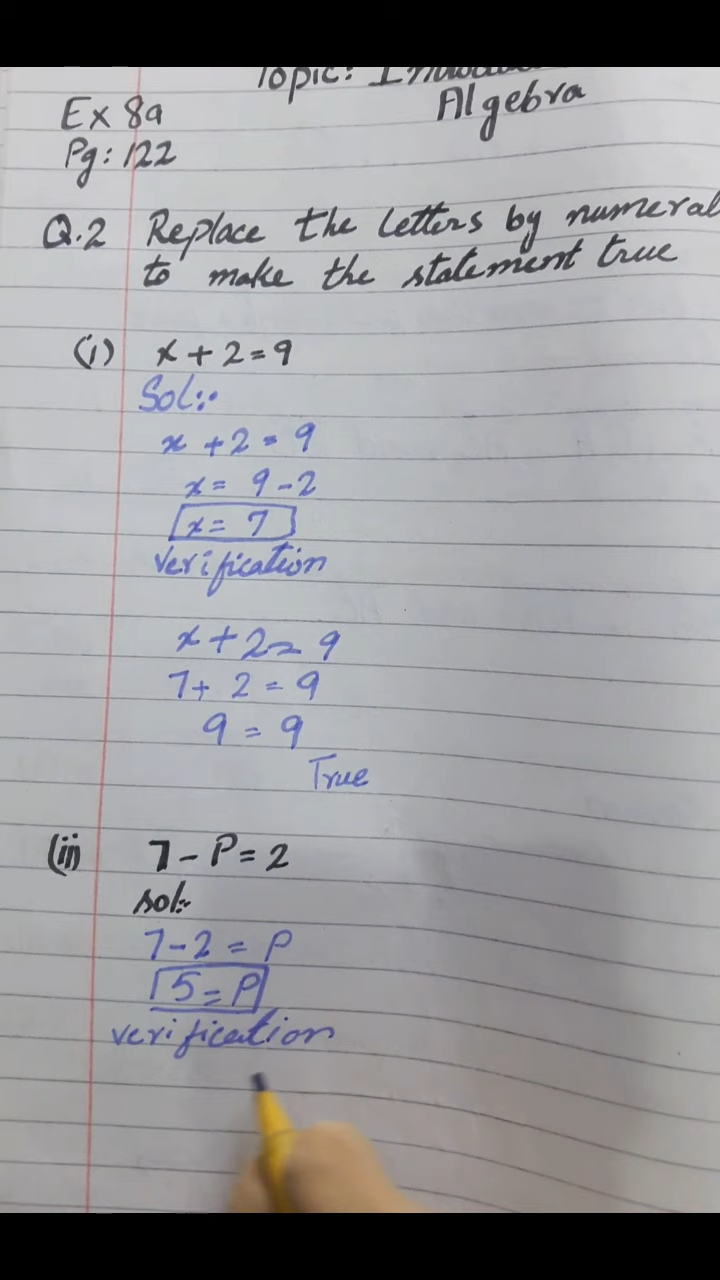 Topic:
Algebra
Ex 8a
Pg: 122
Q.2 Replace the letters by numeral
to make the statement true
(i) x + 2 = 9
Sol:-
x + 2 = 9
x = 9 - 2
x = 7
verification
x + 2 = 9
7 + 2 = 9
9 = 9
True
(ii) 7 - P = 2
sol:-
7 - 2 = P
5 = P
verification